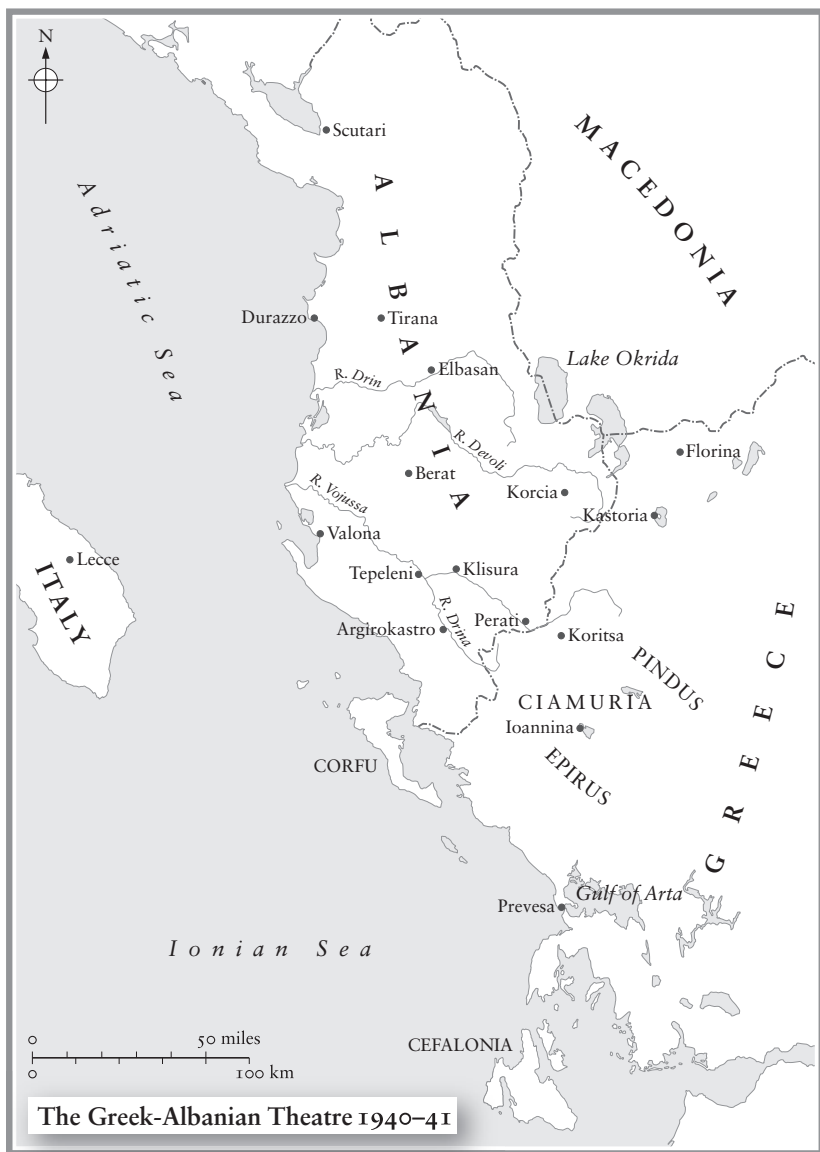 N
Scutari
MACEDONIA
ALBANIA
Adriatic Sea
Durazzo
Tirana
Lake Okrida
R. Drin
Elbasan
R. Devoli
Florina
Berat
R. Vojussa
Korcia
Kastoria
Valona
Lecce
ITALY
Tepeleni
Klisura
R. Drina
Perati
Argirokastro
Koritsa
GREECE
PINDUS
CIAMURIA
Ioannina
CORFU
EPIRUS
Gulf of Arta
Prevesa
Ionian Sea
0 50 miles
0 100 km
CEFALONIA
The Greek-Albanian Theatre 1940–41